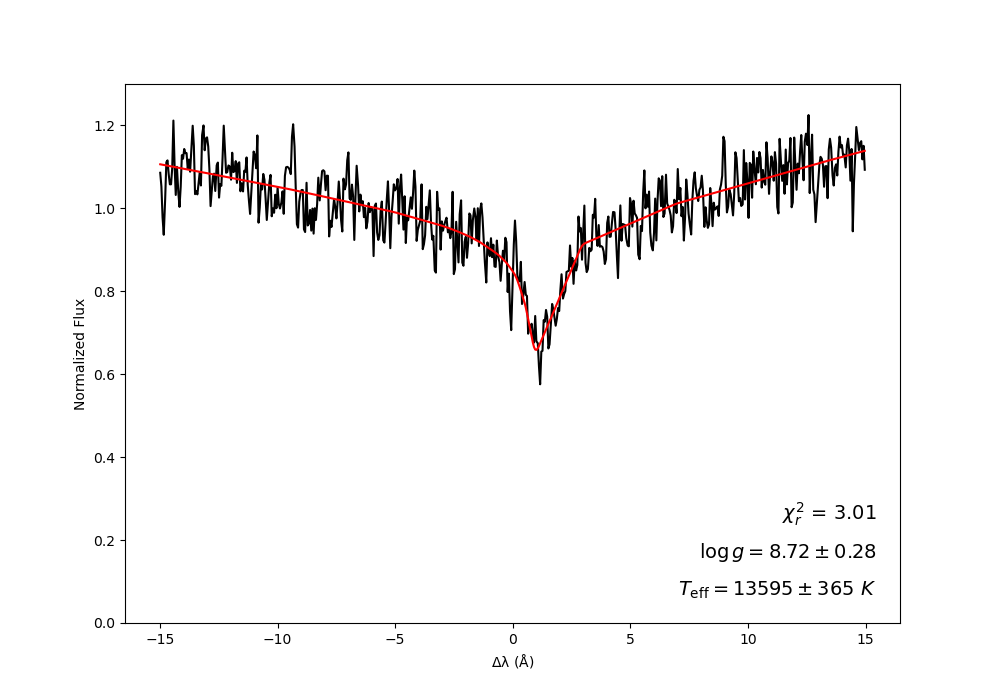 1.2
1.0
0.8
0.6
0.4
0.2
0.0
Normalized Flux
χ²ᵣ = 3.01
log g = 8.72 ± 0.28
T_eff = 13595 ± 365 K
−15 −10 −5 0 5 10 15
Δλ (Å)